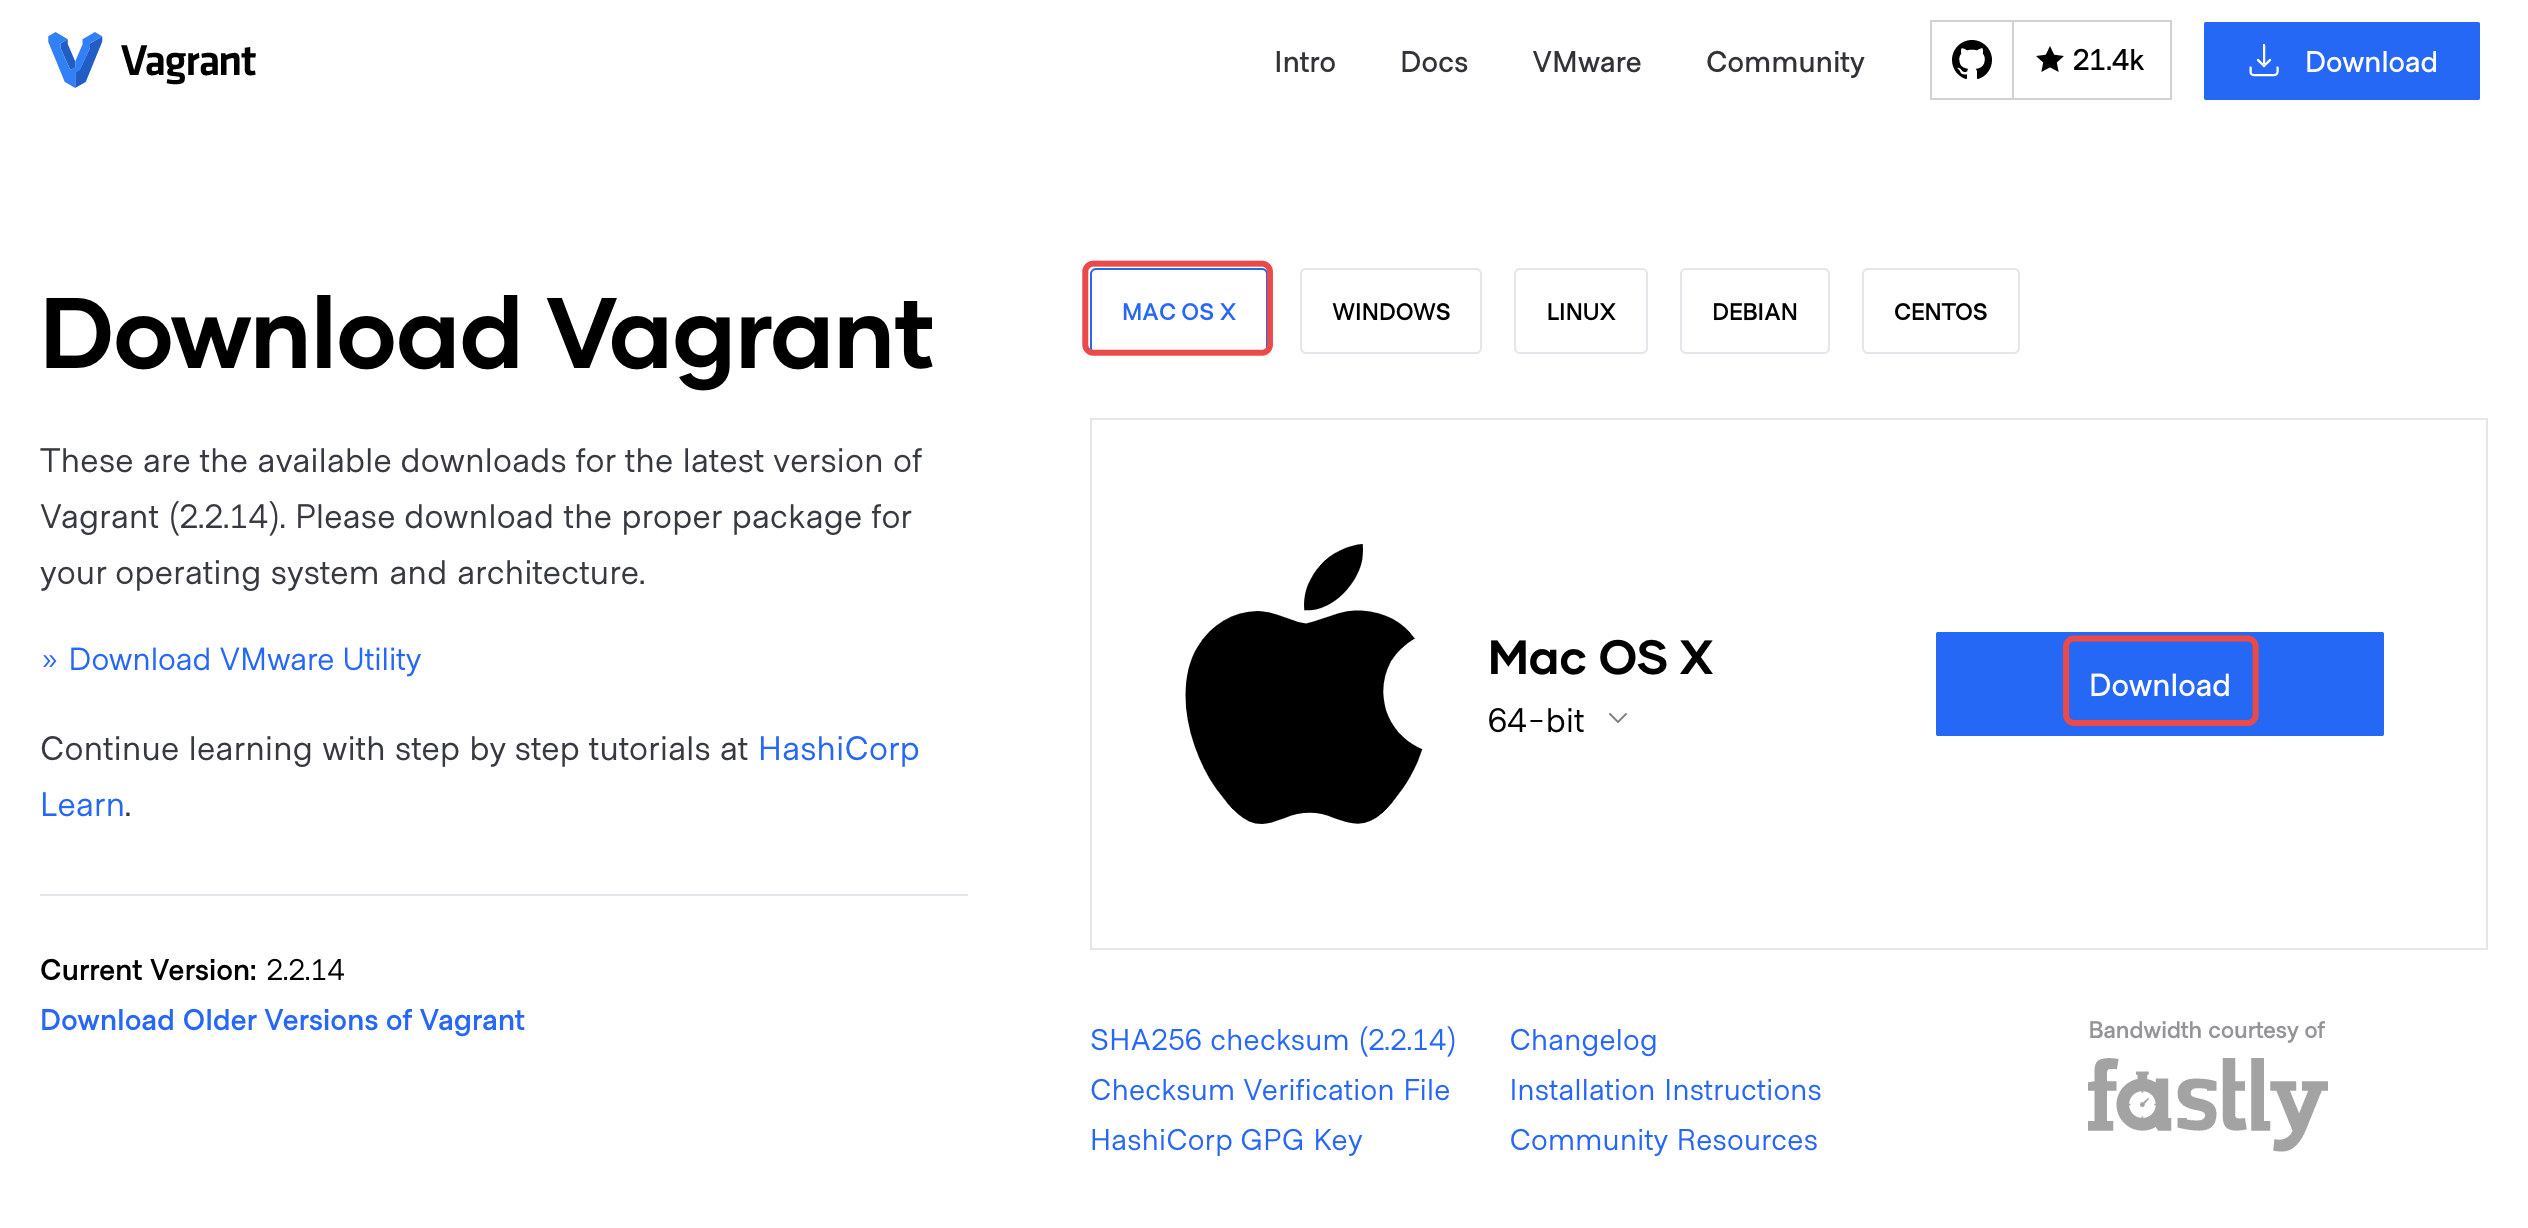 Vagrant
Intro
Docs
VMware
Community
21.4k
Download
Download Vagrant
These are the available downloads for the latest version of
Vagrant (2.2.14). Please download the proper package for
your operating system and architecture.
» Download VMware Utility
Continue learning with step by step tutorials at HashiCorp
Learn.
Current Version: 2.2.14
Download Older Versions of Vagrant
MAC OS X
WINDOWS
LINUX
DEBIAN
CENTOS
Mac OS X
64-bit
Download
SHA256 checksum (2.2.14)
Checksum Verification File
HashiCorp GPG Key
Changelog
Installation Instructions
Community Resources
Bandwidth courtesy of
fastly